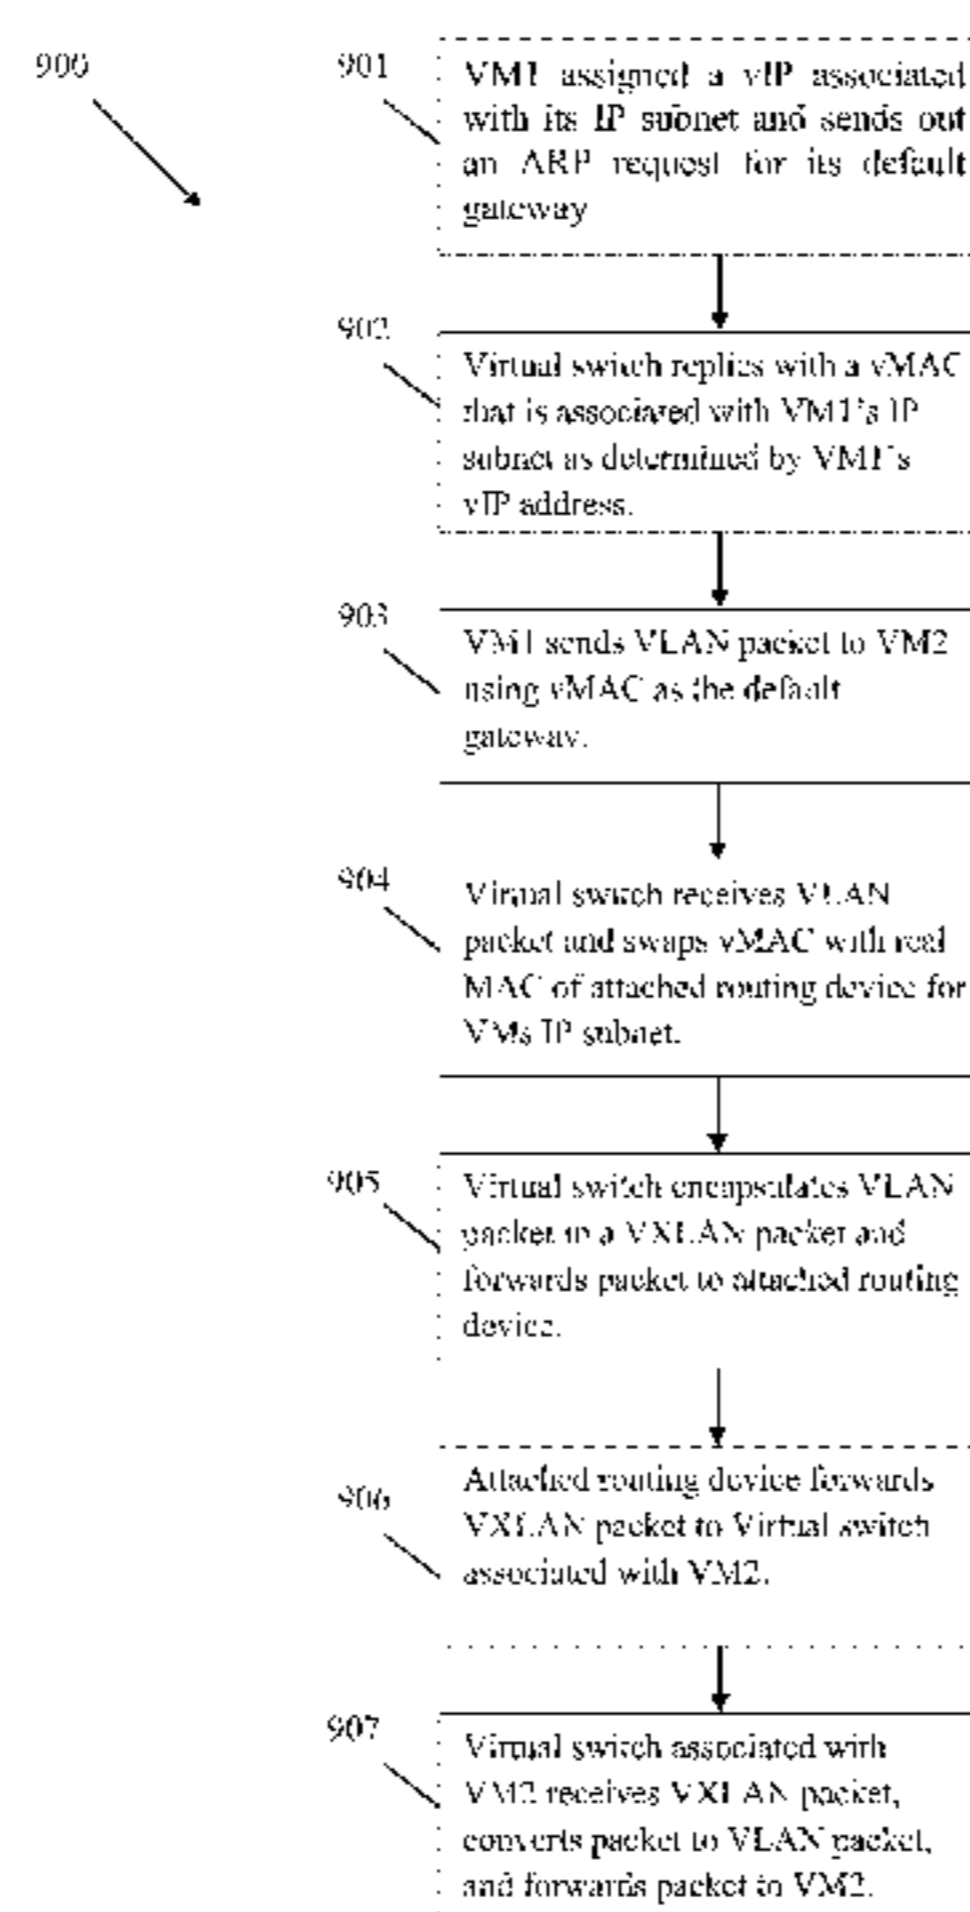 900
901
VM1 assigned a vIP associated
with its IP subnet and sends out
an ARP request for its default
gateway
902
Virtual switch replies with a vMAC
that is associated with VM1's IP
subnet as determined by VM1's
vIP address.
903
VM1 sends VLAN packet to VM2
using vMAC as the default
gateway.
904
Virtual switch receives VLAN
packet and swaps vMAC with real
MAC of attached routing device for
VMs IP subnet.
905
Virtual switch encapsulates VLAN
packet in a VXLAN packet and
forwards packet to attached routing
device.
906
Attached routing device forwards
VXLAN packet to Virtual switch
associated with VM2.
907
Virtual switch associated with
VM2 receives VXLAN packet,
converts packet to VLAN packet,
and forwards packet to VM2.